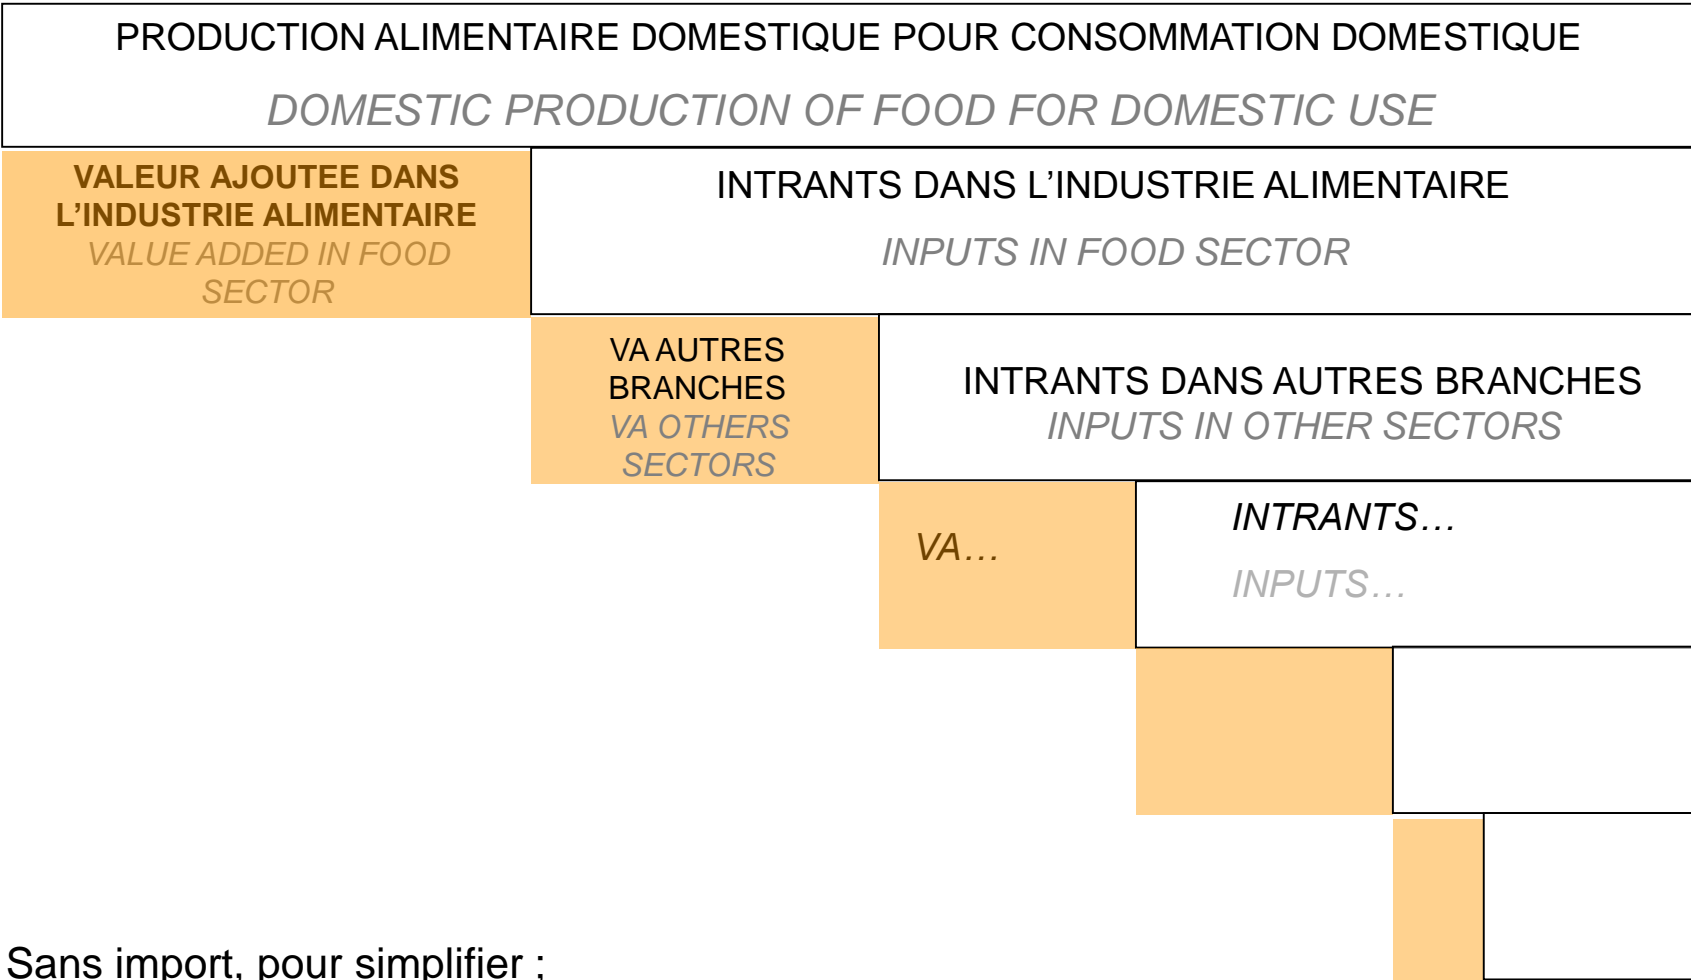 PRODUCTION ALIMENTAIRE DOMESTIQUE POUR CONSOMMATION DOMESTIQUE
DOMESTIC PRODUCTION OF FOOD FOR DOMESTIC USE
VALEUR AJOUTEE DANS
L’INDUSTRIE ALIMENTAIRE
VALUE ADDED IN FOOD
SECTOR
INTRANTS DANS L’INDUSTRIE ALIMENTAIRE
INPUTS IN FOOD SECTOR
VA AUTRES
BRANCHES
VA OTHERS
SECTORS
INTRANTS DANS AUTRES BRANCHES
INPUTS IN OTHER SECTORS
VA…
INTRANTS…
INPUTS…
Sans import, pour simplifier ;